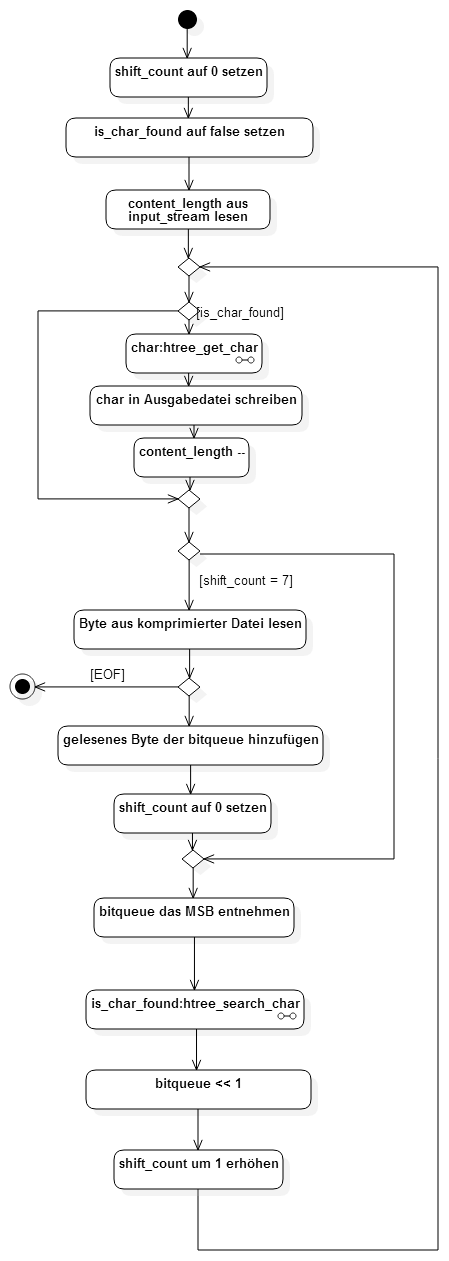 shift_count auf 0 setzen
is_char_found auf false setzen
content_length aus
input_stream lesen
[is_char_found]
char:htree_get_char
char in Ausgabedatei schreiben
content_length --
[shift_count = 7]
Byte aus komprimierter Datei lesen
[EOF]
gelesenes Byte der bitqueue hinzufügen
shift_count auf 0 setzen
bitqueue das MSB entnehmen
is_char_found:htree_search_char
bitqueue << 1
shift_count um 1 erhöhen